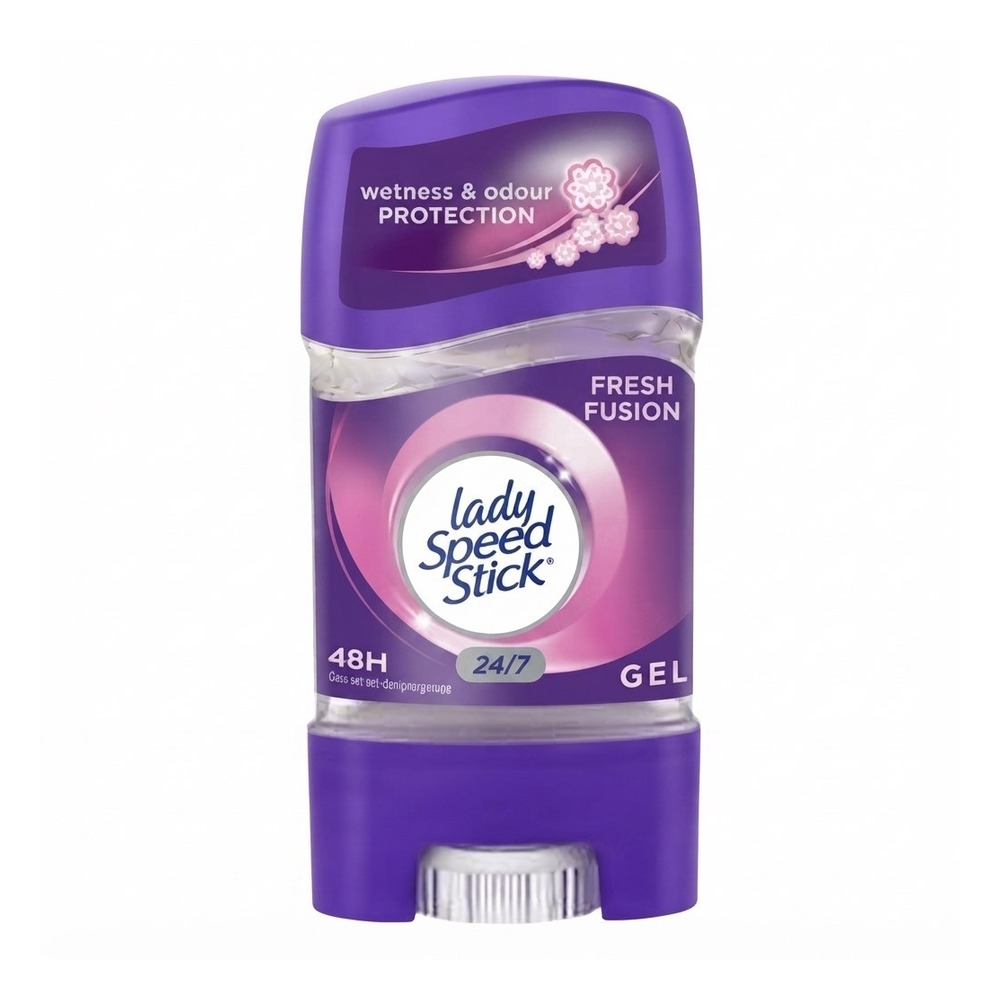 wetness & odour
PROTECTION
FRESH
FUSION
lady
Speed
Stick®
48H
24/7
GEL